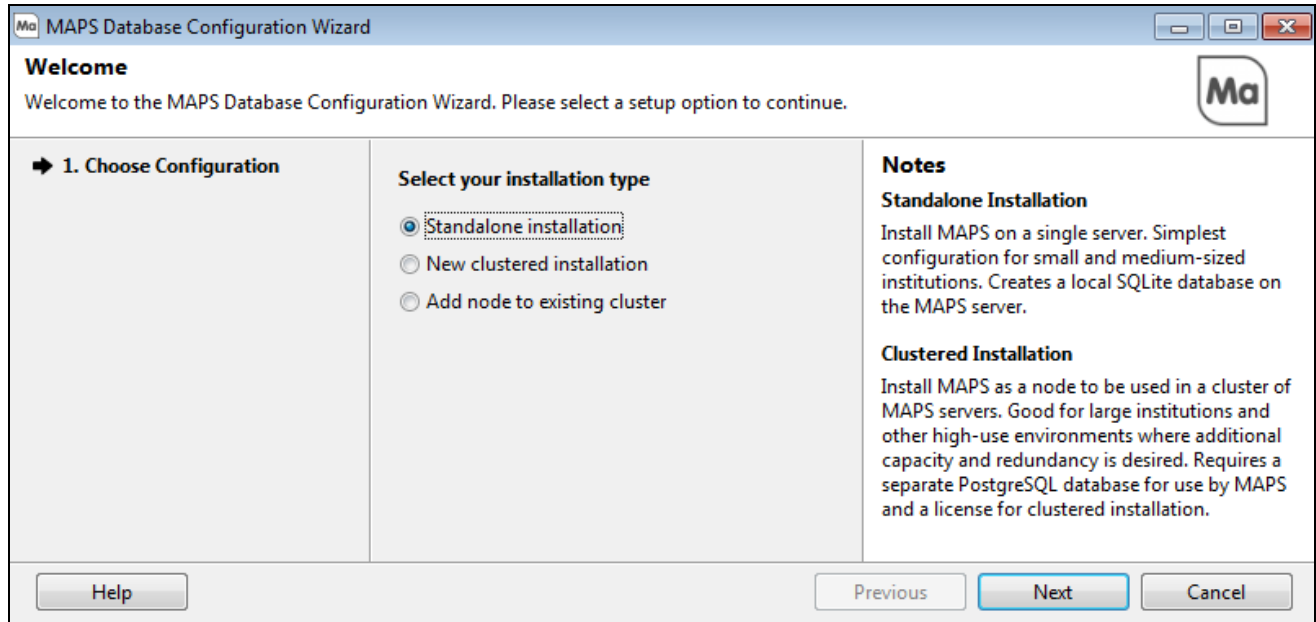 Ma MAPS Database Configuration Wizard
Welcome
Welcome to the MAPS Database Configuration Wizard. Please select a setup option to continue.
Ma
1. Choose Configuration
Select your installation type
Standalone installation
New clustered installation
Add node to existing cluster
Notes
Standalone Installation
Install MAPS on a single server. Simplest
configuration for small and medium-sized
institutions. Creates a local SQLite database on
the MAPS server.
Clustered Installation
Install MAPS as a node to be used in a cluster of
MAPS servers. Good for large institutions and
other high-use environments where additional
capacity and redundancy is desired. Requires a
separate PostgreSQL database for use by MAPS
and a license for clustered installation.
Help
Previous
Next
Cancel